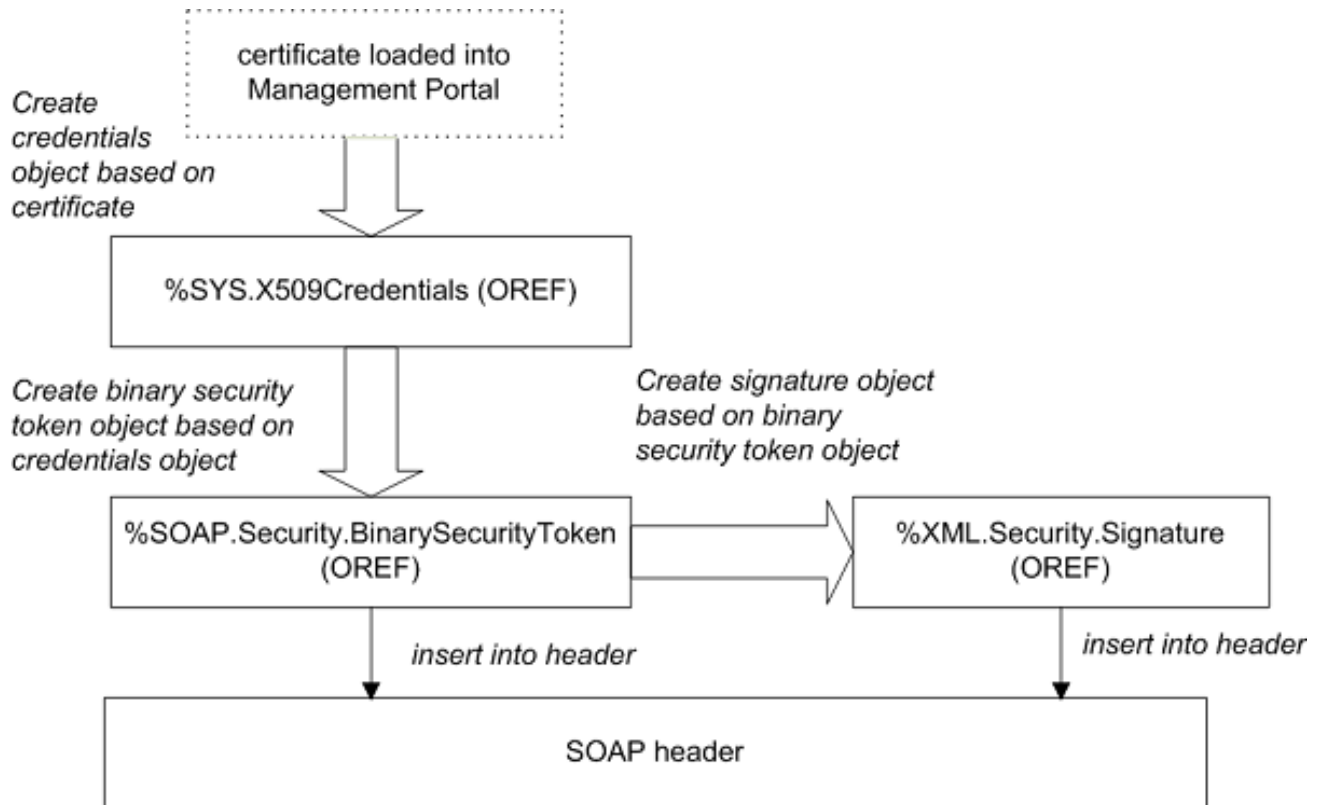 certificate loaded into
Management Portal
Create
credentials
object based on
certificate
%SYS.X509Credentials (OREF)
Create binary security
token object based on
credentials object
Create signature object
based on binary
security token object
%SOAP.Security.BinarySecurityToken
(OREF)
%XML.Security.Signature
(OREF)
insert into header
insert into header
SOAP header